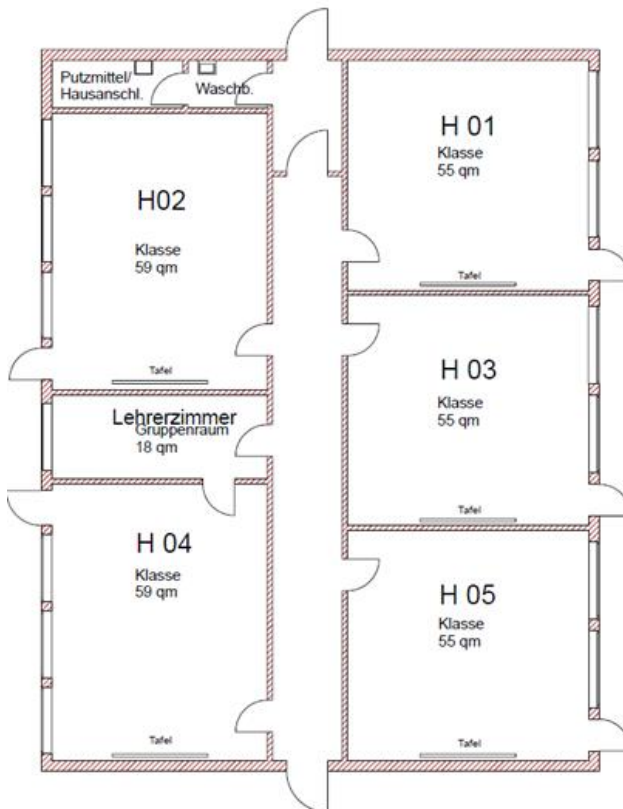 Putzmittel/
Hausanschl.
Waschb.
H 01
Klasse
55 qm
Tafel
H02
Klasse
59 qm
Tafel
H 03
Klasse
55 qm
Tafel
Lehrerzimmer
Gruppenraum
18 qm
H 04
Klasse
59 qm
Tafel
H 05
Klasse
55 qm
Tafel